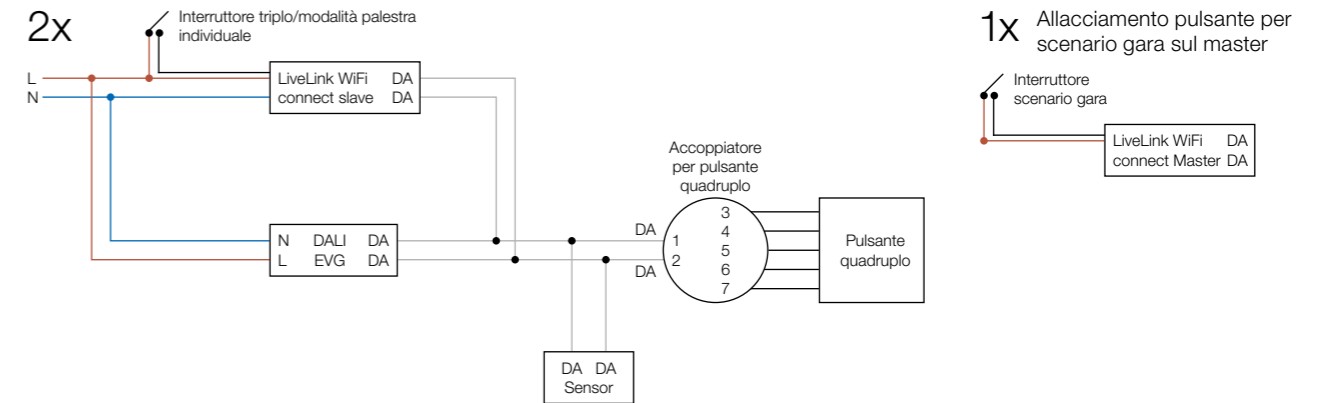 2x
Interruttore triplo/modalità palestra
individuale
L
N
LiveLink WiFi DA
connect slave DA
N DALI DA
L EVG DA
DA DA
Sensor
Accoppiatore
per pulsante
quadruplo
DA
DA
1
2
3
4
5
6
7
Pulsante
quadruplo
1x
Allacciamento pulsante per
scenario gara sul master
Interruttore
scenario gara
LiveLink WiFi DA
connect Master DA